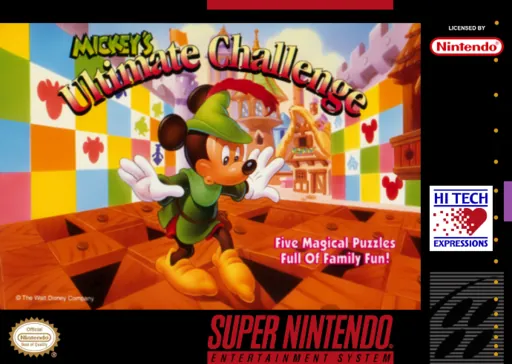 MICKEY'S
Ultimate Challenge
LICENSED BY
Nintendo®
HI TECH
EXPRESSIONS
Five Magical Puzzles
Full Of Family Fun!
© The Walt Disney Company
Official
Nintendo
Seal of Quality
SUPER NINTENDO
ENTERTAINMENT SYSTEM